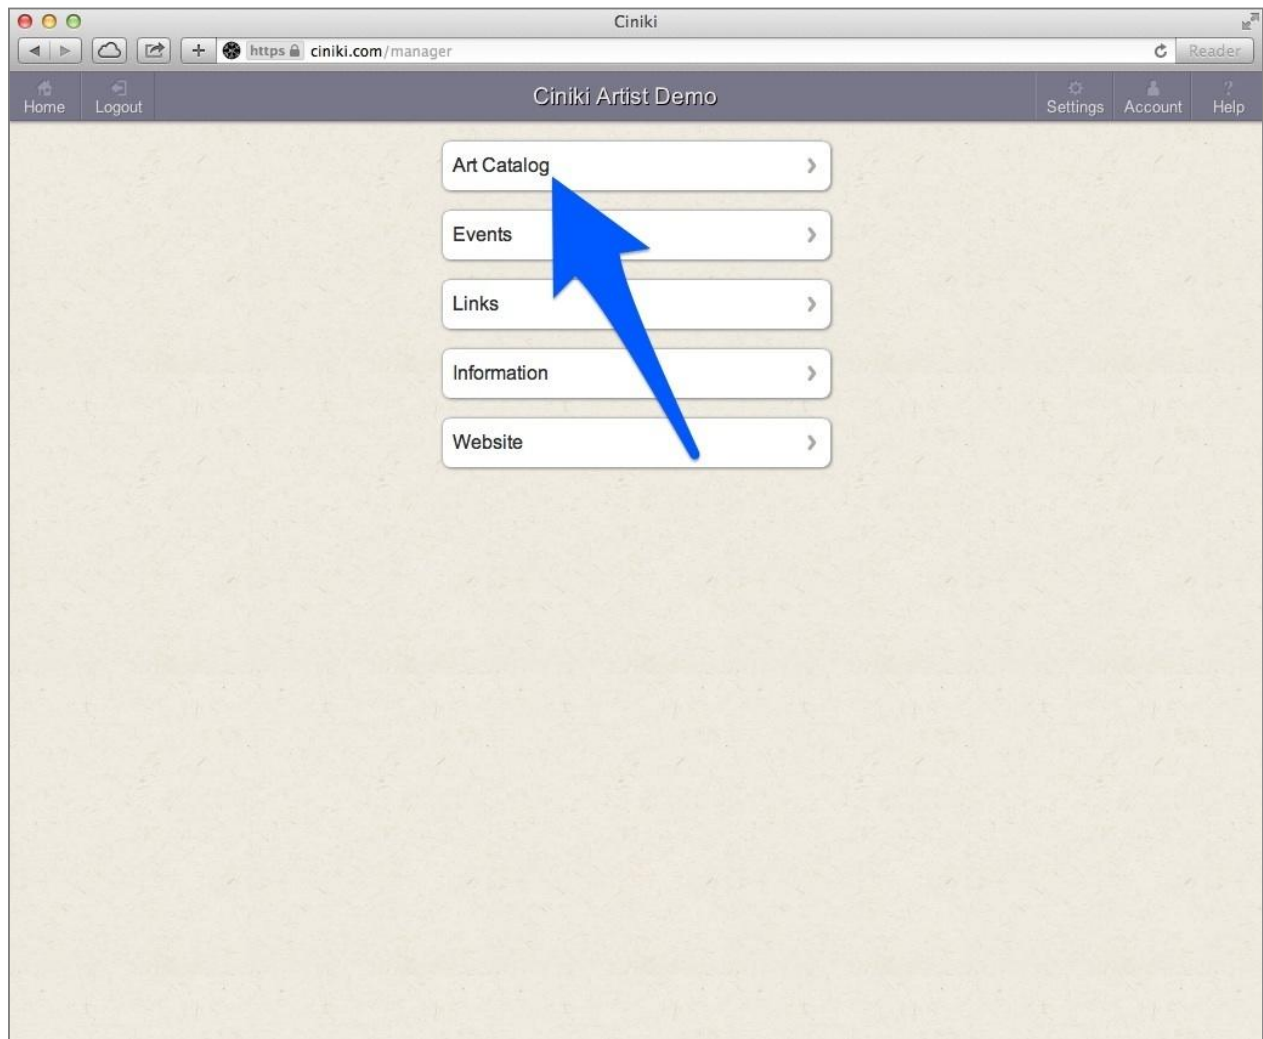 Ciniki
https ciniki.com/manager
Reader
Home
Logout
Ciniki Artist Demo
Settings
Account
? Help
Art Catalog
Events
Links
Information
Website